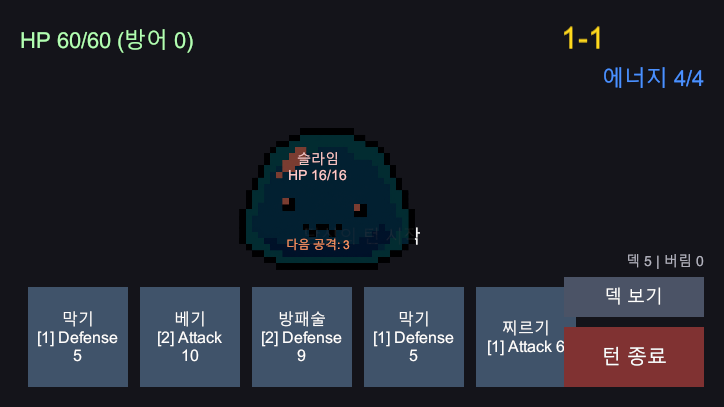 HP 60/60 (방어 0)
1-1
에너지 4/4
슬라임
HP 16/16
다음 공격: 3
덱 5 | 버림 0
덱 보기
턴 종료
막기
[1] Defense
5
베기
[2] Attack
10
방패술
[2] Defense
9
막기
[1] Defense
5
찌르기
[1] Attack 6